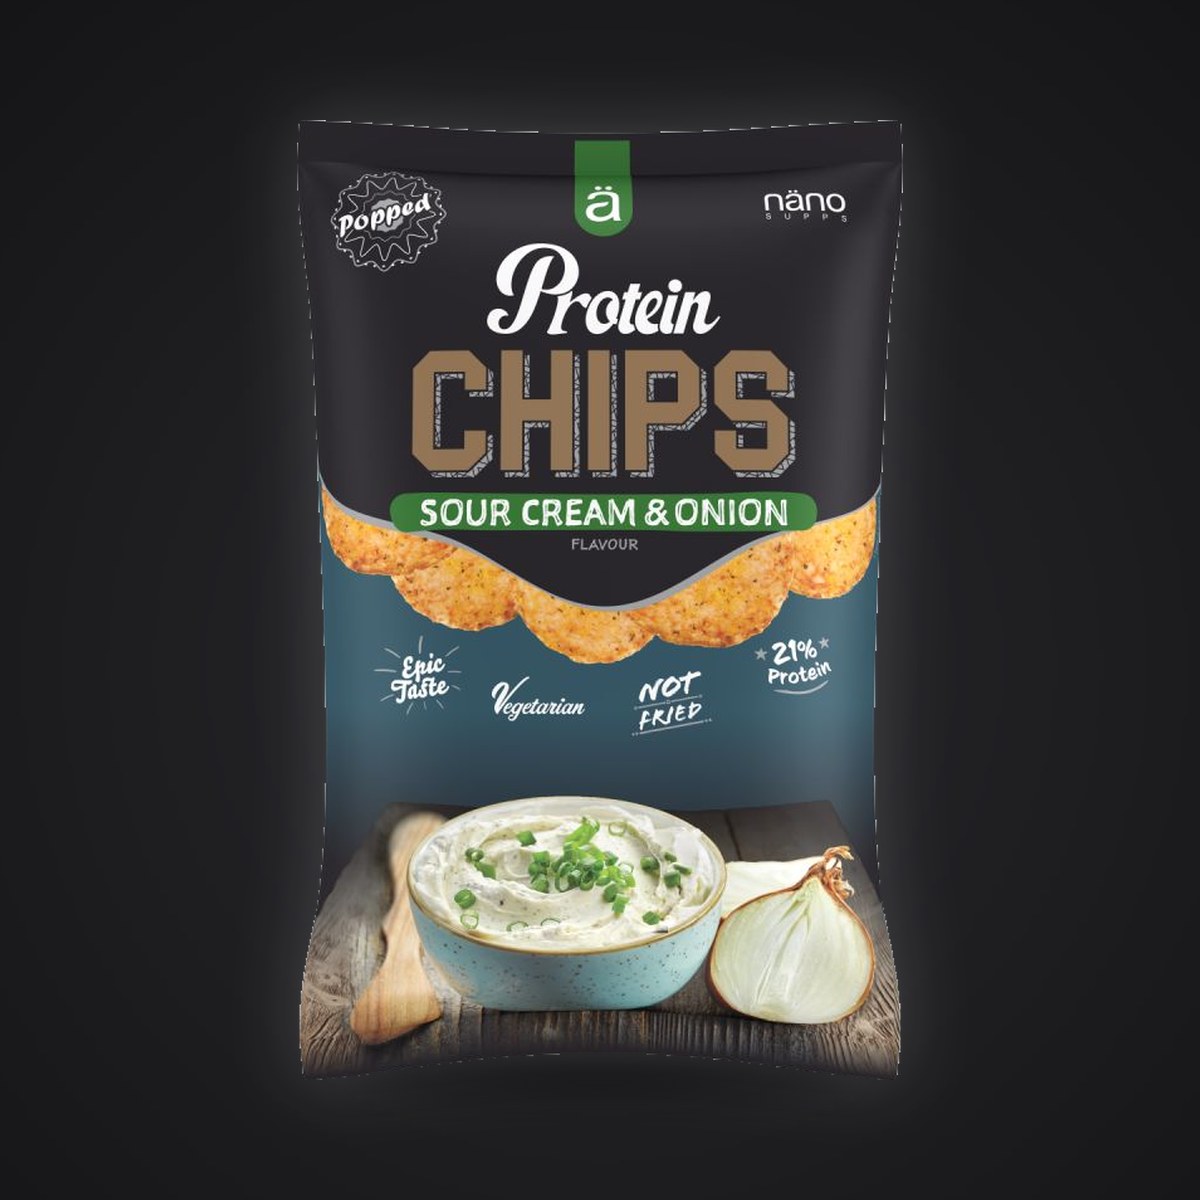 ä
Popped
näno
SUPPS
Protein
CHIPS
SOUR CREAM & ONION
FLAVOUR
Epic
Taste
Vegetarian
NOT
FRIED
21%
Protein